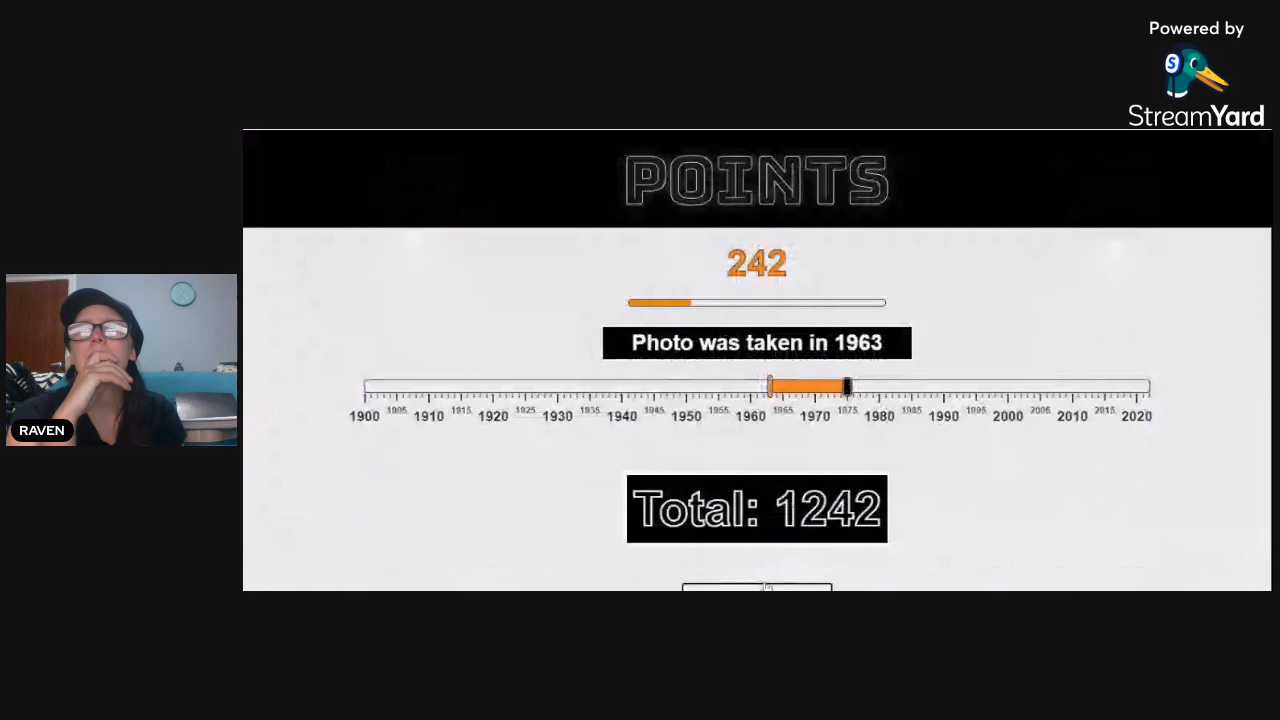 Powered by
StreamYard
POINTS
242
Photo was taken in 1963
1900 1905 1910 1915 1920 1925 1930 1935 1940 1945 1950 1955 1960 1965 1970 1975 1980 1985 1990 1995 2000 2005 2010 2015 2020
Total: 1242
RAVEN